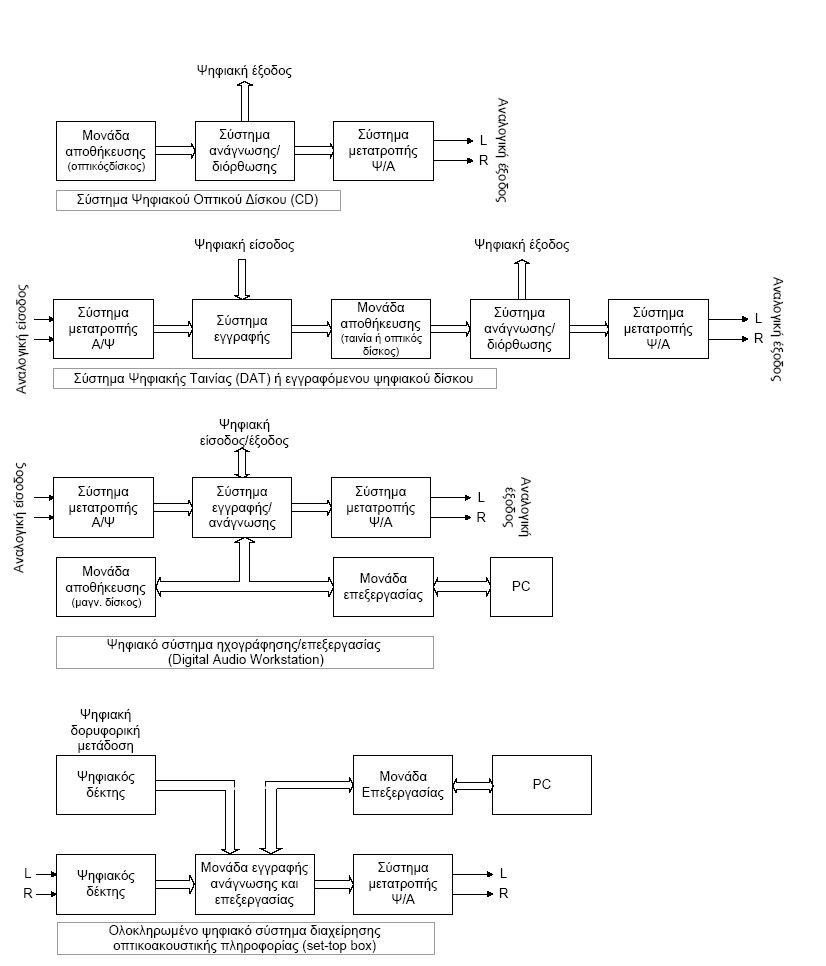 Ψηφιακή έξοδος
Μονάδα
αποθήκευσης
(οπτικόςδίσκος)
Σύστημα
ανάγνωσης/
διόρθωσης
Σύστημα
μετατροπής
Ψ/Α
L
R
Αναλογική έξοδος
Σύστημα Ψηφιακού Οπτικού Δίσκου (CD)
Ψηφιακή είσοδος
Ψηφιακή έξοδος
Αναλογική είσοδος
Σύστημα
μετατροπής
Α/Ψ
Σύστημα
εγγραφής
Μονάδα
αποθήκευσης
(ταινία ή οπτικός
δίσκος)
Σύστημα
ανάγνωσης/
διόρθωσης
Σύστημα
μετατροπής
Ψ/Α
L
R
Αναλογική έξοδος
Σύστημα Ψηφιακής Ταινίας (DAT) ή εγγραφόμενου ψηφιακού δίσκου
Ψηφιακή
είσοδος/έξοδος
Αναλογική είσοδος
Σύστημα
μετατροπής
Α/Ψ
Σύστημα
εγγραφής/
ανάγνωσης
Σύστημα
μετατροπής
Ψ/Α
L
R
Αναλογική
έξοδος
Μονάδα
αποθήκευσης
(μαγν. δίσκος)
Μονάδα
επεξεργασίας
PC
Ψηφιακό σύστημα ηχογράφησης/επεξεργασίας
(Digital Audio Workstation)
Ψηφιακή
δορυφορική
μετάδοση
Ψηφιακός
δέκτης
Μονάδα
Επεξεργασίας
PC
L
R
Ψηφιακός
δέκτης
Μονάδα εγγραφής
ανάγνωσης και
επεξεργασίας
Σύστημα
μετατροπής
Ψ/Α
L
R
Ολοκληρωμένο ψηφιακό σύστημα διαχείρησης
οπτικοακουστικής πληροφορίας (set-top box)